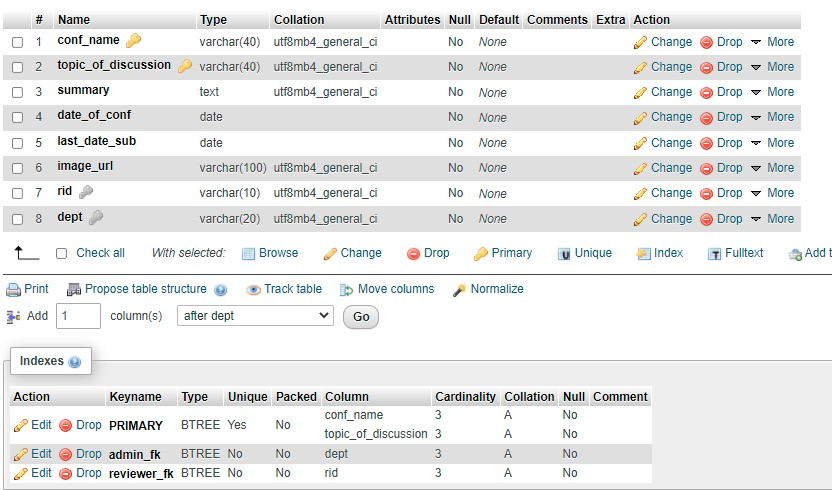 # Name Type Collation Attributes Null Default Comments Extra Action
1 conf_name varchar(40) utf8mb4_general_ci No None Change Drop More
2 topic_of_discussion varchar(40) utf8mb4_general_ci No None Change Drop More
3 summary text utf8mb4_general_ci No None Change Drop More
4 date_of_conf date No None Change Drop More
5 last_date_sub date No None Change Drop More
6 image_url varchar(100) utf8mb4_general_ci No None Change Drop More
7 rid varchar(10) utf8mb4_general_ci No None Change Drop More
8 dept varchar(20) utf8mb4_general_ci No None Change Drop More
Check all With selected: Browse Change Drop Primary U Unique Index T Fulltext Add t
Print Propose table structure Track table Move columns Normalize
Add 1 column(s) after dept Go
Indexes
Action Keyname Type Unique Packed Column Cardinality Collation Null Comment
Edit Drop PRIMARY BTREE Yes No conf_name 3 A No
topic_of_discussion 3 A No
Edit Drop admin_fk BTREE No No dept 3 A No
Edit Drop reviewer_fk BTREE No No rid 3 A No